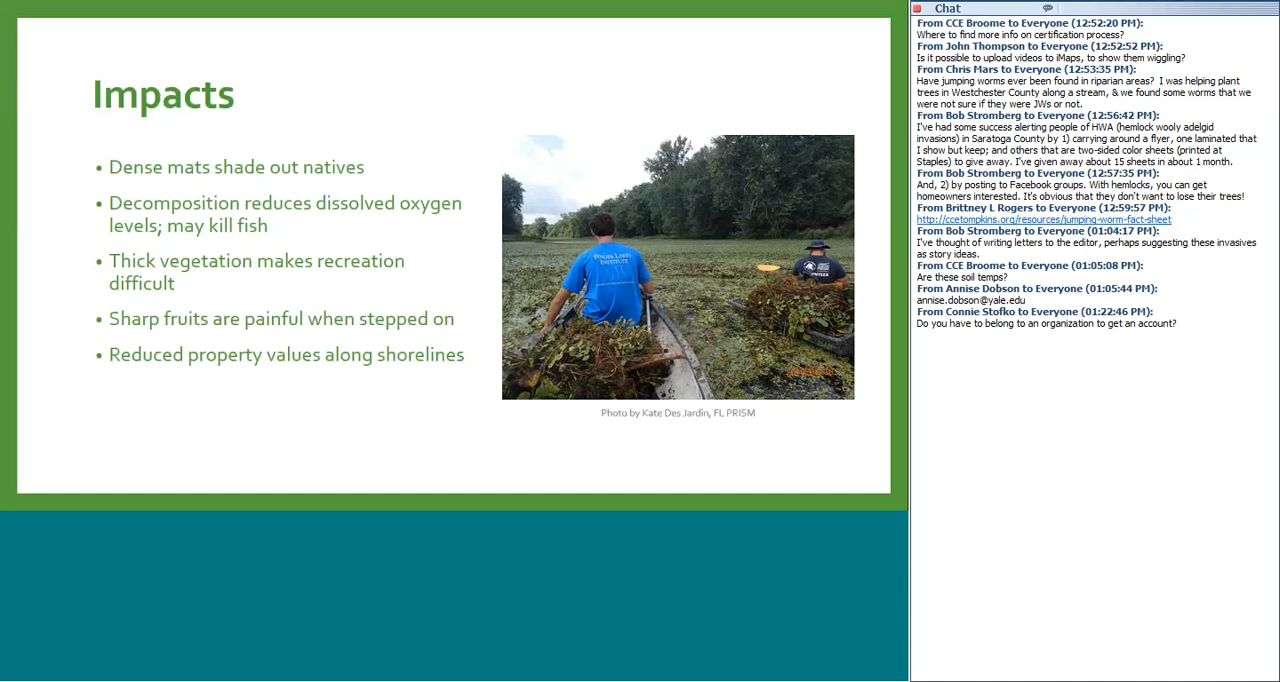 Impacts
• Dense mats shade out natives
• Decomposition reduces dissolved oxygen
levels; may kill fish
• Thick vegetation makes recreation
difficult
• Sharp fruits are painful when stepped on
• Reduced property values along shorelines
FINGER LAKES
INSTITUTE
Photo by Kate Des Jardin, FL PRISM
Chat
From CCE Broome to Everyone (12:52:20 PM):
Where to find more info on certification process?
From John Thompson to Everyone (12:52:52 PM):
Is it possible to upload videos to iMaps, to show them wiggling?
From Chris Mars to Everyone (12:53:35 PM):
Have jumping worms ever been found in riparian areas?  I was helping plant
trees in Westchester County along a stream, & we found some worms that we
were not sure if they were JWs or not.
From Bob Stromberg to Everyone (12:56:42 PM):
I've had some success alerting people of HWA (hemlock wooly adelgid
invasions) in Saratoga County by 1) carrying around a flyer, one laminated that
I show but keep; and others that are two-sided color sheets (printed at
Staples) to give away. I've given away about 15 sheets in about 1 month.
From Bob Stromberg to Everyone (12:57:35 PM):
And, 2) by posting to Facebook groups. With hemlocks, you can get
homeowners interested. It's obvious that they don't want to lose their trees!
From Brittney L Rogers to Everyone (12:59:57 PM):
http://ccetompkins.org/resources/jumping-worm-fact-sheet
From Bob Stromberg to Everyone (01:04:17 PM):
I've thought of writing letters to the editor, perhaps suggesting these invasives
as story ideas.
From CCE Broome to Everyone (01:05:08 PM):
Are these soil temps?
From Annise Dobson to Everyone (01:05:44 PM):
annise.dobson@yale.edu
From Connie Stofko to Everyone (01:22:46 PM):
Do you have to belong to an organization to get an account?